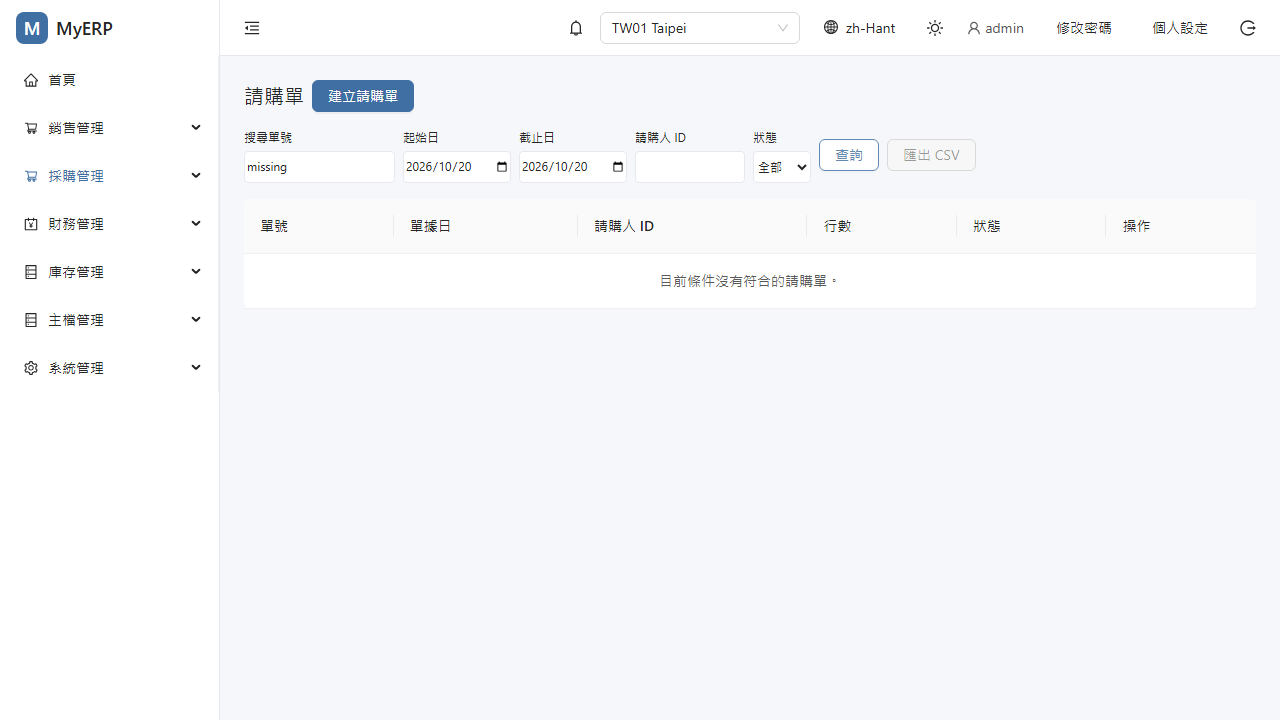 M MyERP
TW01 Taipei
zh-Hant
admin
修改密碼
個人設定
首頁
銷售管理
採購管理
財務管理
庫存管理
主檔管理
系統管理
請購單
建立請購單
搜尋單號
起始日
截止日
請購人 ID
狀態
missing
2026/10/20
2026/10/20
全部
查詢
匯出 CSV
單號
單據日
請購人 ID
行數
狀態
操作
目前條件沒有符合的請購單。